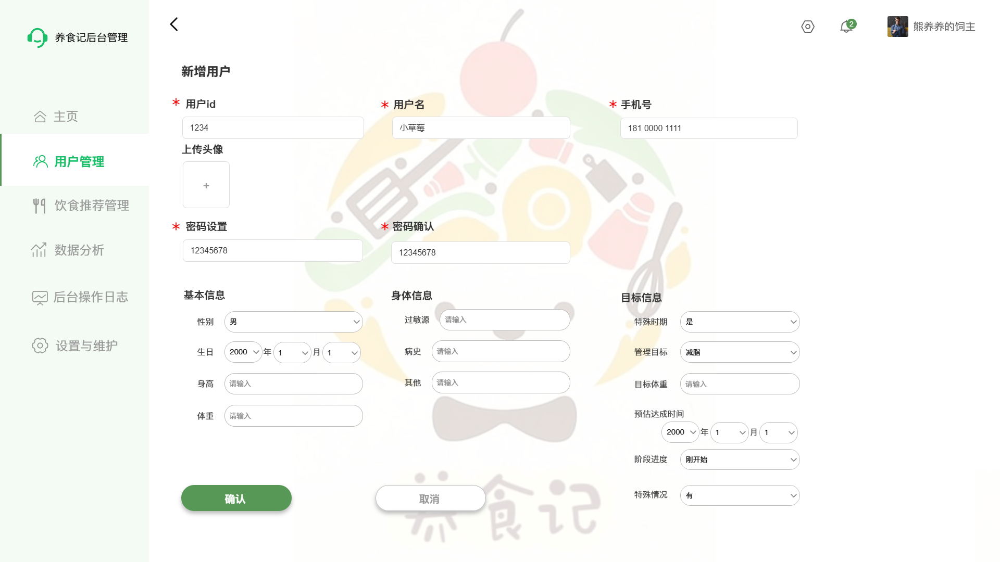 养食记后台管理
2
熊养养的饲主
主页
用户管理
饮食推荐管理
数据分析
后台操作日志
设置与维护
新增用户
* 用户id
1234
* 用户名
小草莓
* 手机号
181 0000 1111
上传头像
+
* 密码设置
12345678
* 密码确认
12345678
基本信息
性别 男
生日 2000 年 1 月 1
身高 请输入
体重 请输入
身体信息
过敏源 请输入
病史 请输入
其他 请输入
目标信息
特殊时期 是
管理目标 减脂
目标体重 请输入
预估达成时间
2000 年 1 月 1
阶段进度 刚开始
特殊情况 有
确认
取消
养食记